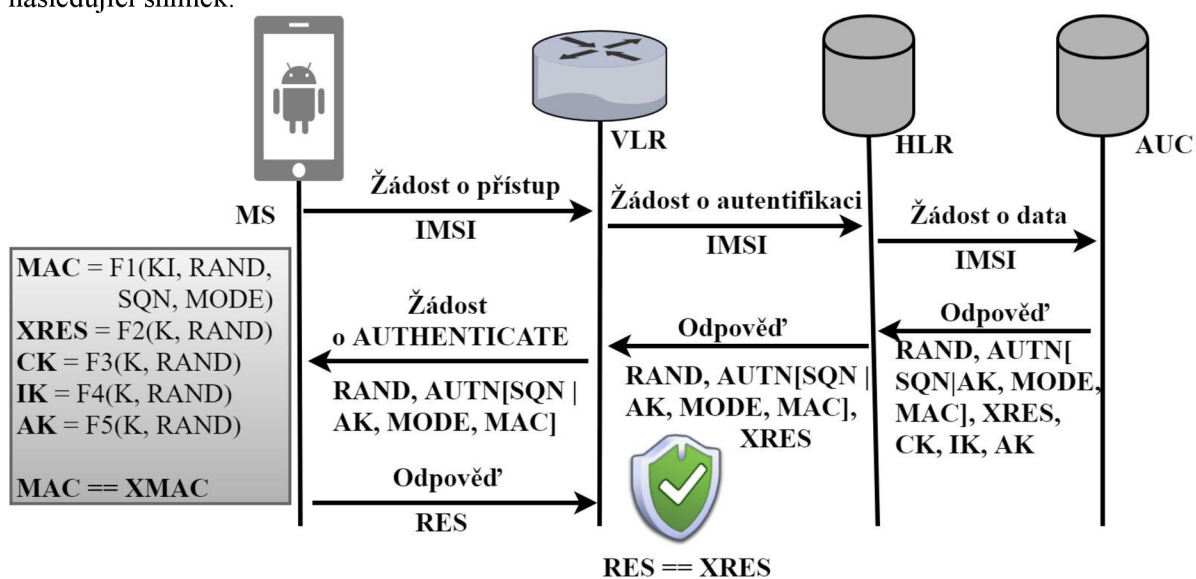 následující snímek:
VLR
HLR
AUC
MS
Žádost o přístup
IMSI
Žádost o autentifikaci
IMSI
Žádost o data
IMSI
MAC = F1(KI, RAND,
SQN, MODE)
XRES = F2(K, RAND)
CK = F3(K, RAND)
IK = F4(K, RAND)
AK = F5(K, RAND)
MAC == XMAC
Odpověď
RAND, AUTN[
SQN|AK, MODE,
MAC], XRES,
CK, IK, AK
Odpověď
RAND, AUTN[SQN |
AK, MODE, MAC],
XRES
Žádost
o AUTHENTICATE
RAND, AUTN[SQN |
AK, MODE, MAC]
Odpověď
RES
RES == XRES